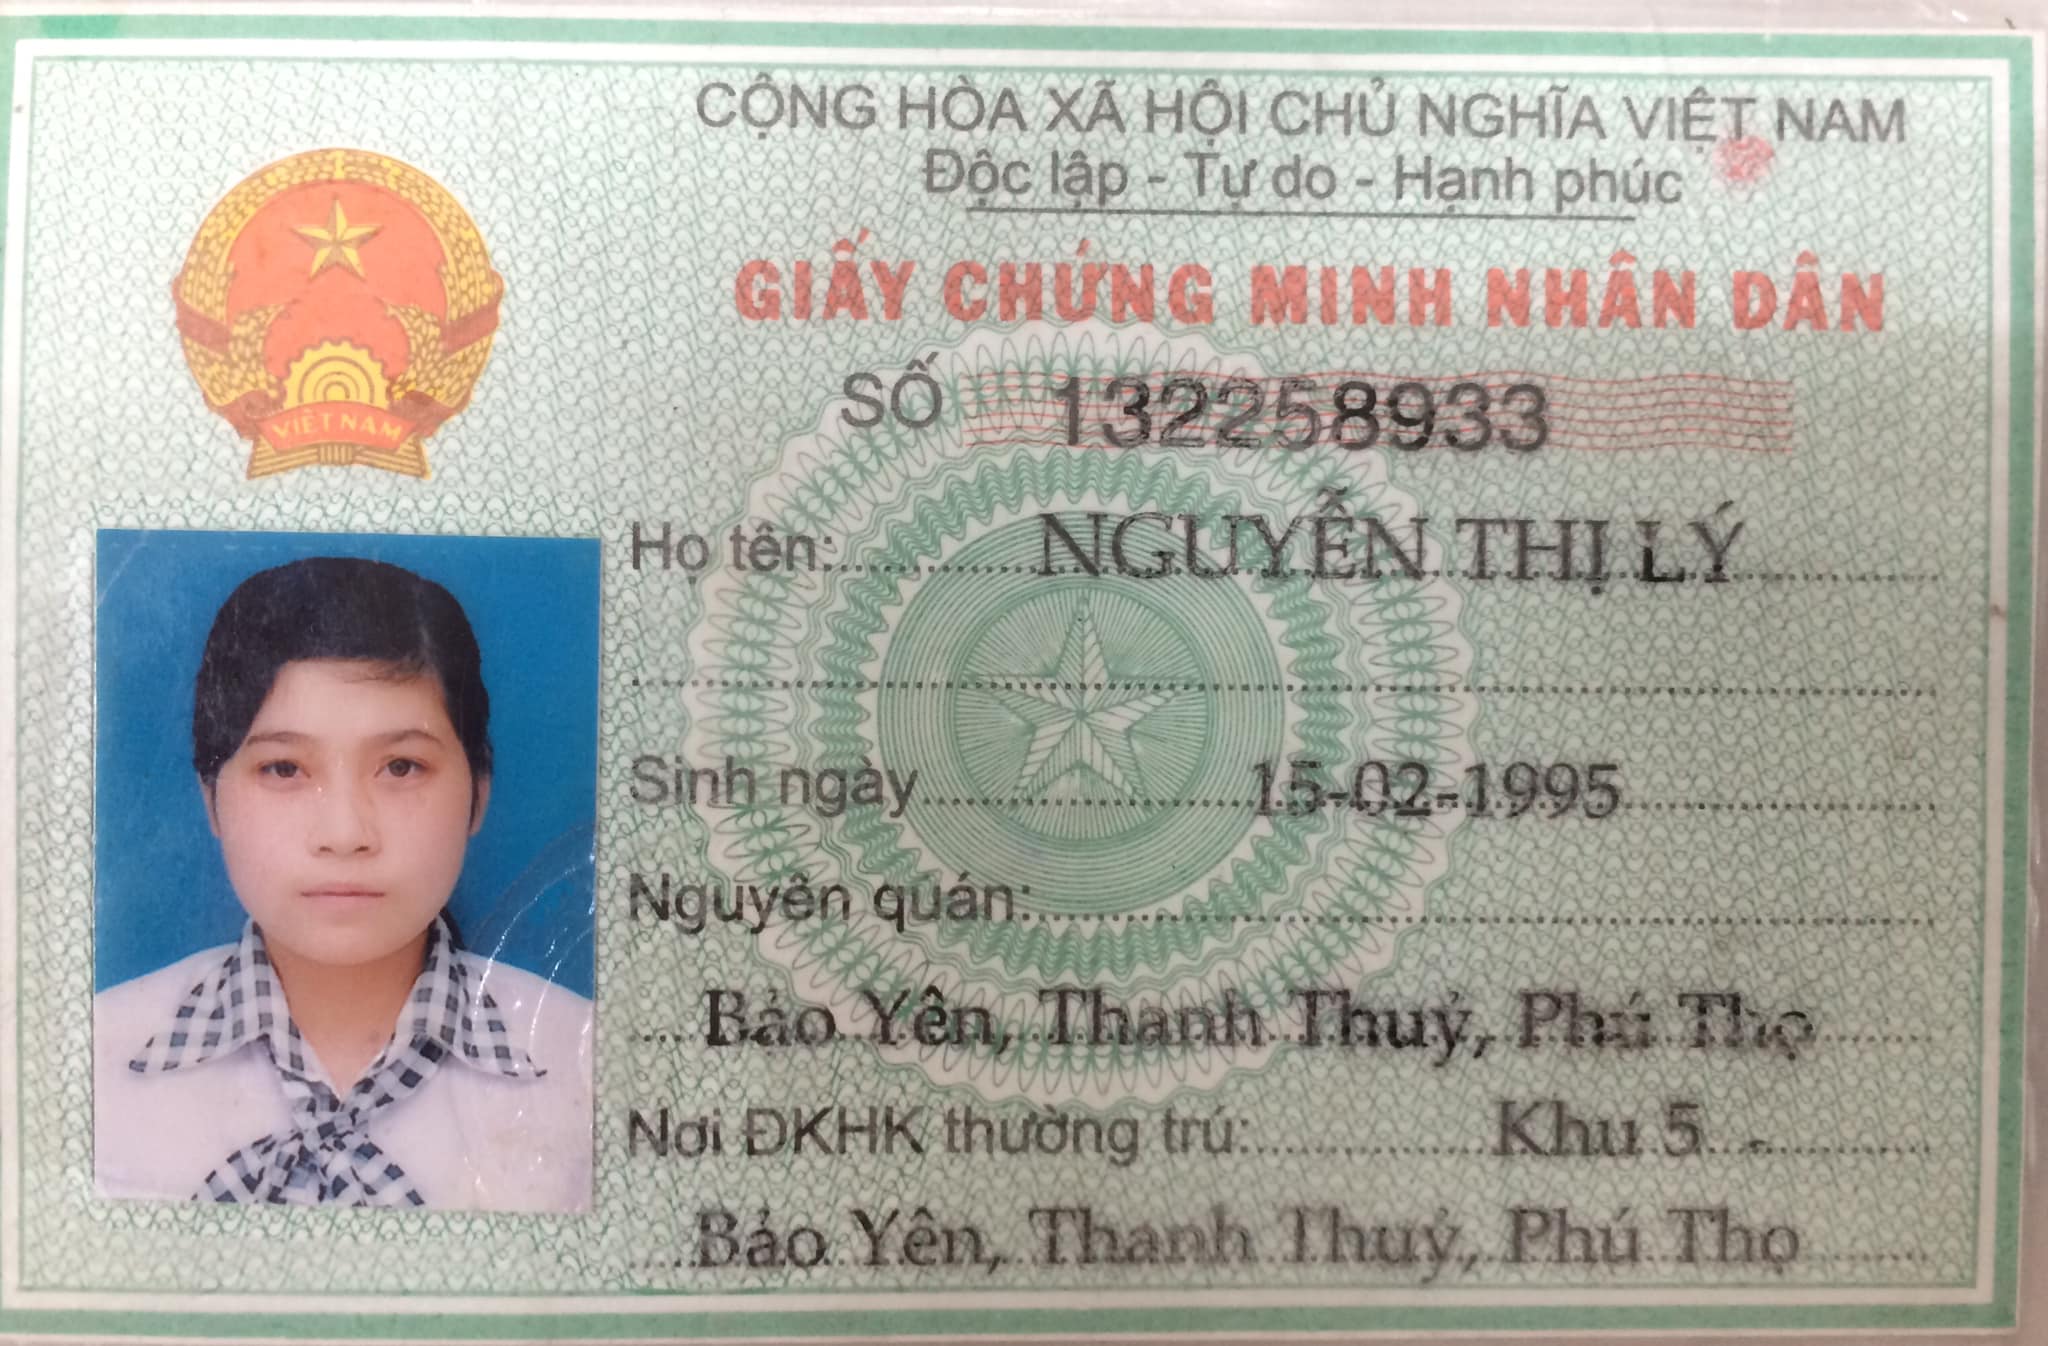 CỘNG HÒA XÃ HỘI CHỦ NGHĨA VIỆT NAM
Độc lập - Tự do - Hạnh phúc
GIẤY CHỨNG MINH NHÂN DÂN
SỐ 132258933
VIỆT NAM
Họ tên: NGUYỄN THỊ LÝ
Sinh ngày 15-02-1995
Nguyên quán:
Bảo Yên, Thanh Thuỷ, Phú Thọ
Nơi ĐKHK thường trú: Khu 5 -
Bảo Yên, Thanh Thuỷ, Phú Thọ